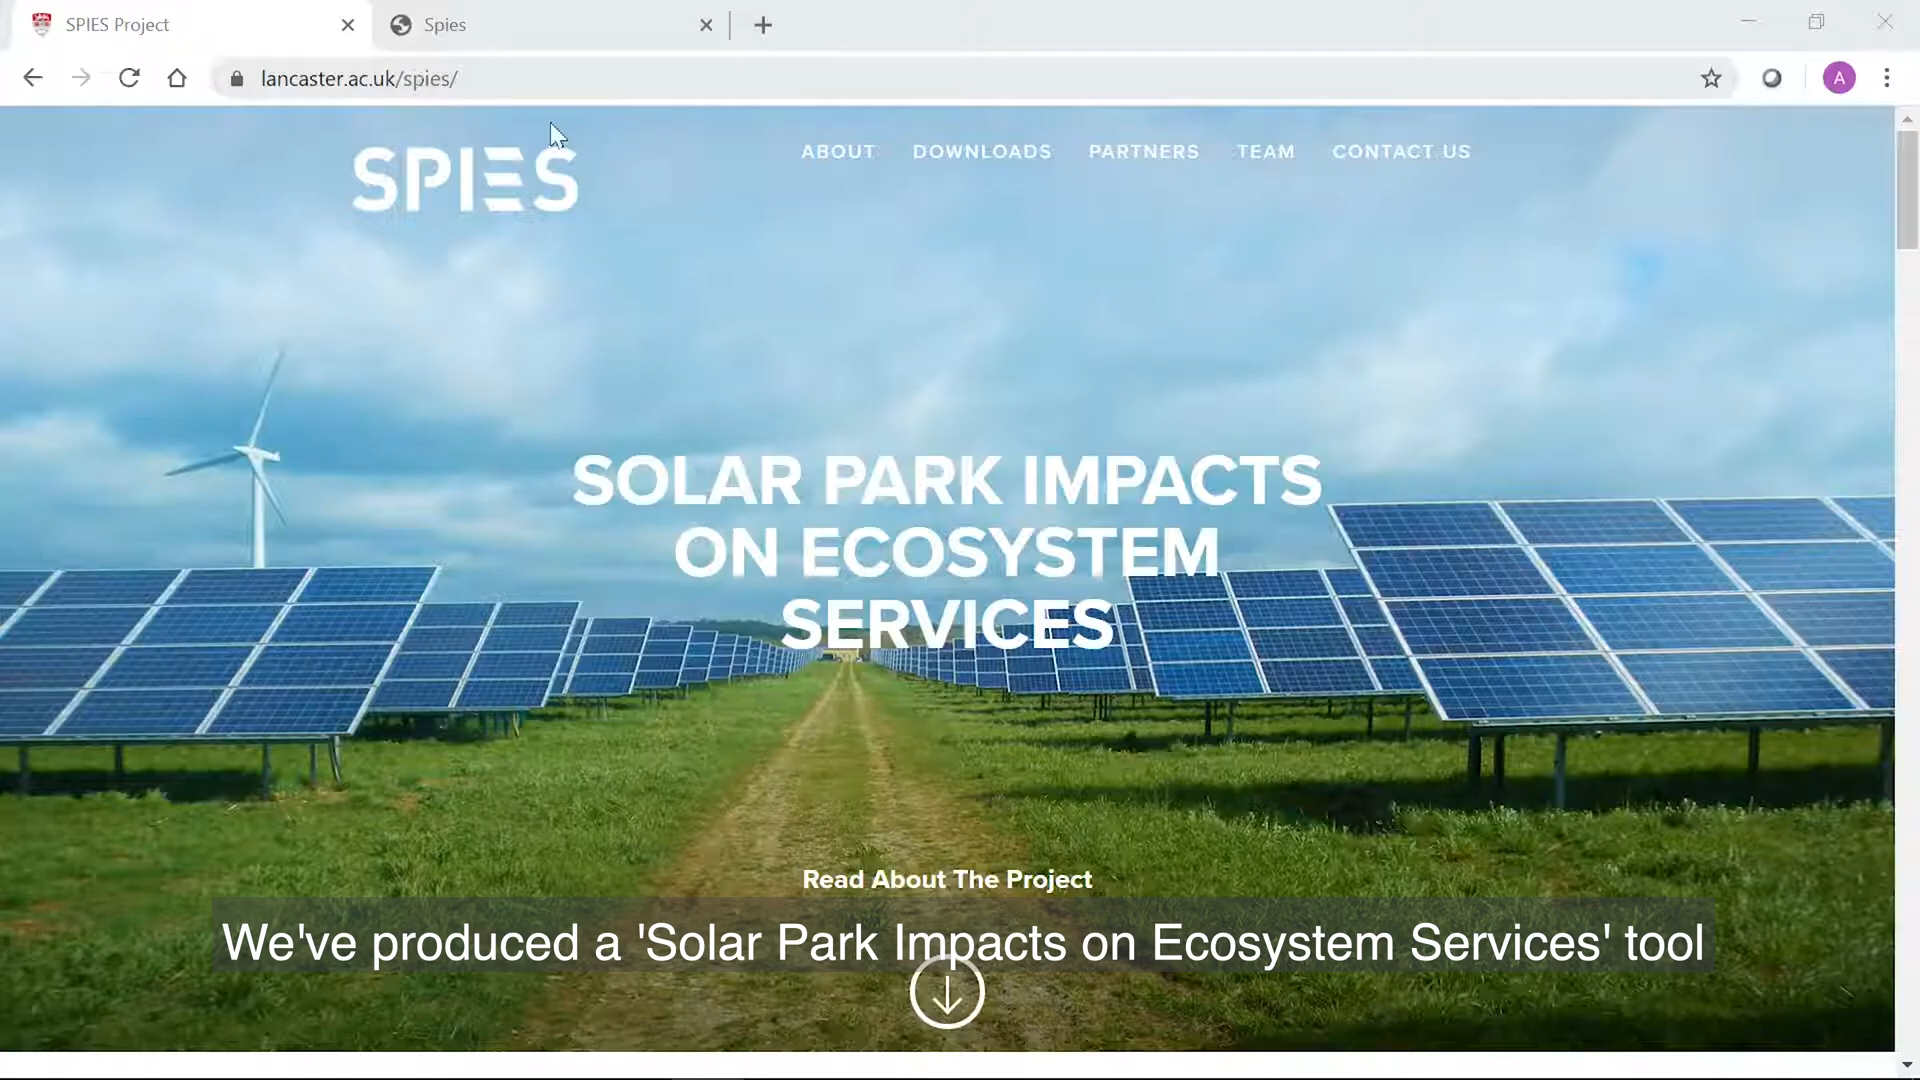 SPIES Project
Spies
lancaster.ac.uk/spies/
A
SPIES
ABOUT
DOWNLOADS
PARTNERS
TEAM
CONTACT US
SOLAR PARK IMPACTS
ON ECOSYSTEM
SERVICES
Read About The Project
We've produced a 'Solar Park Impacts on Ecosystem Services' tool